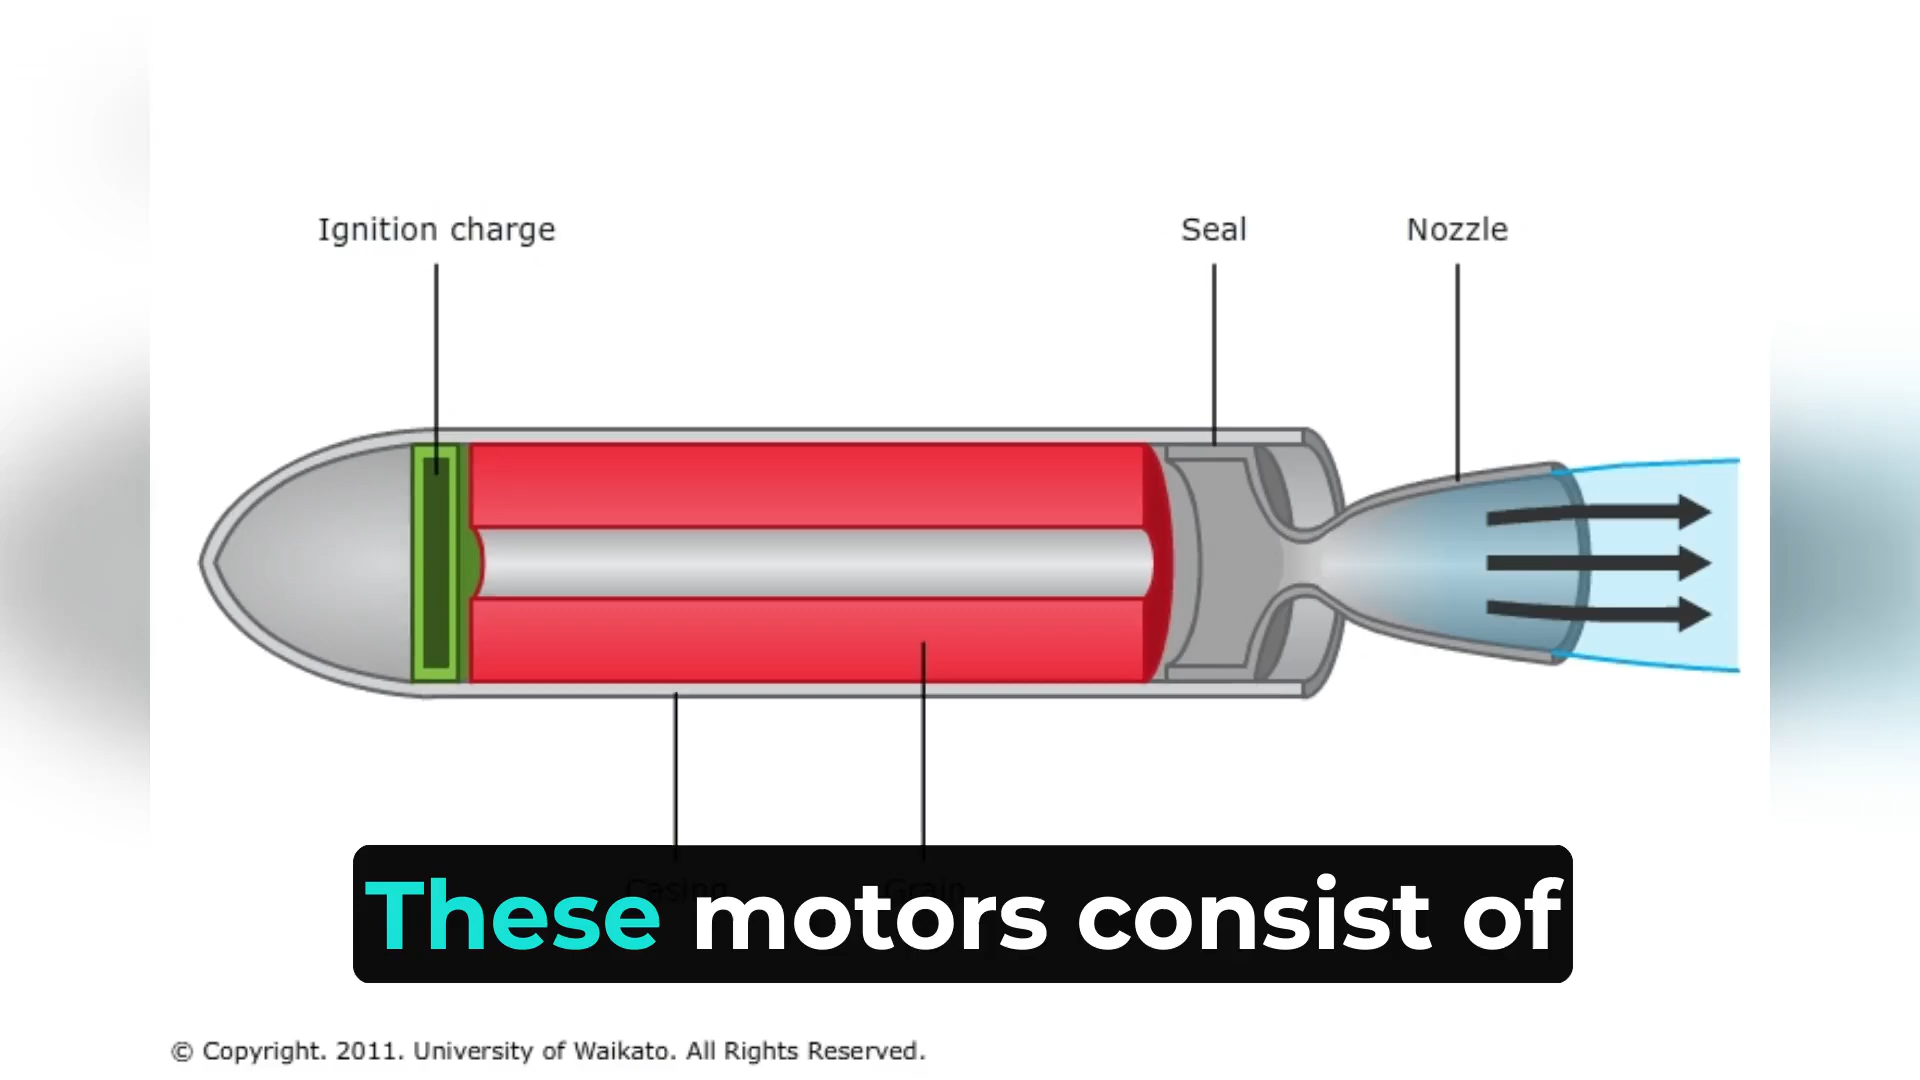 Ignition charge
Seal
Nozzle
Casing
Grain
These motors consist of
© Copyright. 2011. University of Waikato. All Rights Reserved.